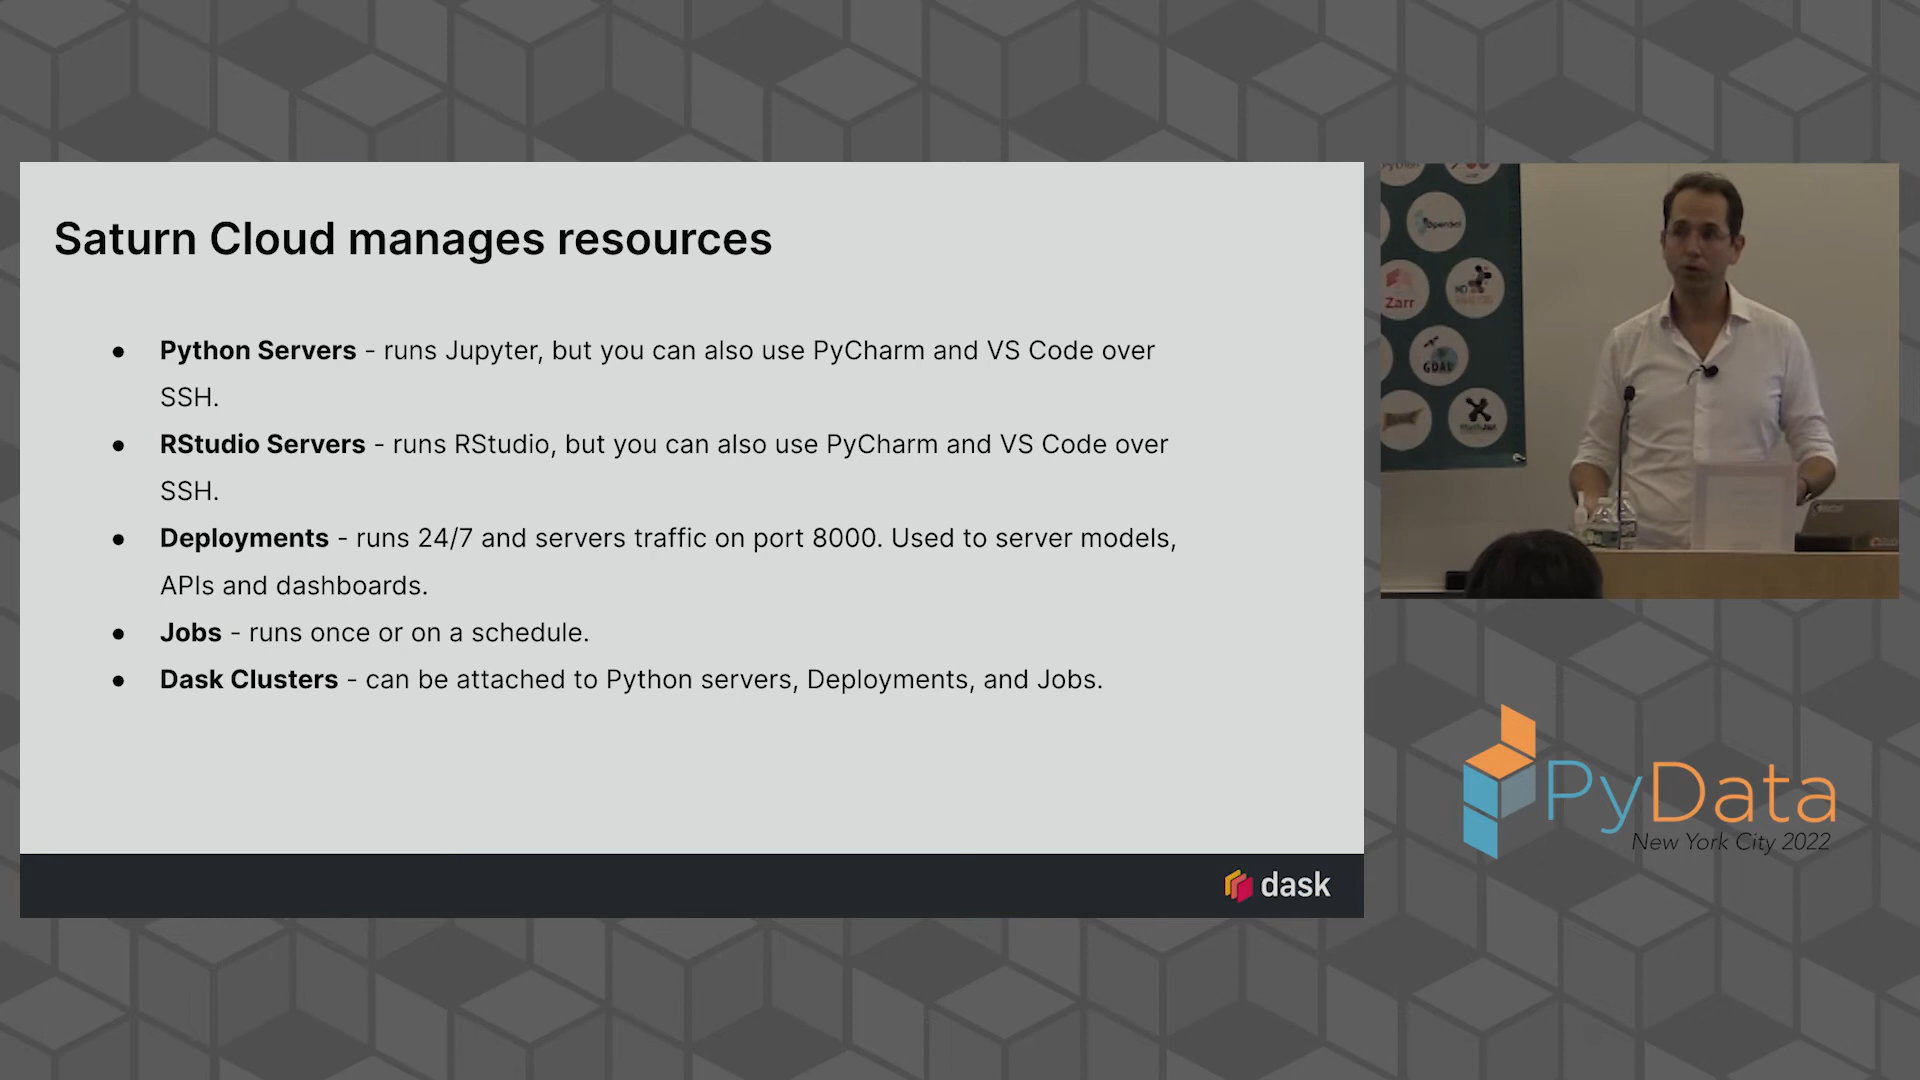 Saturn Cloud manages resources
● Python Servers - runs Jupyter, but you can also use PyCharm and VS Code over
SSH.
● RStudio Servers - runs RStudio, but you can also use PyCharm and VS Code over
SSH.
● Deployments - runs 24/7 and servers traffic on port 8000. Used to server models,
APIs and dashboards.
● Jobs - runs once or on a schedule.
● Dask Clusters - can be attached to Python servers, Deployments, and Jobs.
dask
Zarr
GDAL
PyData
New York City 2022